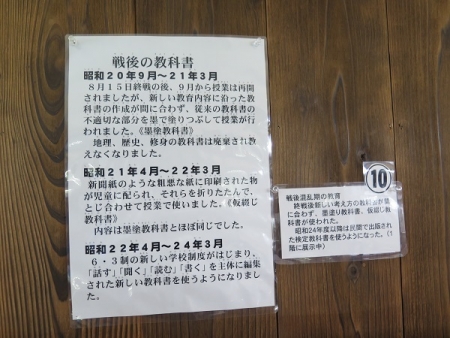 戦後の教科書
昭和20年9月~21年3月
8月15日終戦の後、9月から授業は再開
されましたが、新しい教育内容に沿った教
科書の作成が間に合わず、従来の教科書の
不適切な部分を墨で塗りつぶして授業が行
われました。《墨塗教科書》
地理、歴史、修身の教科書は廃棄され教
えなくなりました。
昭和21年4月~22年3月
新聞紙のような粗悪な紙に印刷された物
が児童に配られ、それらを折りたたんで、
とじ合わせて授業で使いました。《仮綴じ
教科書》
内容は墨塗教科書とほぼ同じでした。
昭和22年4月~24年3月
6・3制の新しい学校制度がはじまり、
「話す」「聞く」「読む」「書く」を主体に編集
された新しい教科書を使うようになりまし
た。
10
戦後混乱期の教育
終戦後新しい考え方の教科書が間
に合わず、墨塗り教科書、仮綴じ教
科書が使われた。
昭和24年度以降は民間で出版され
た検定教科書を使うようになった。(1
階に展示中)